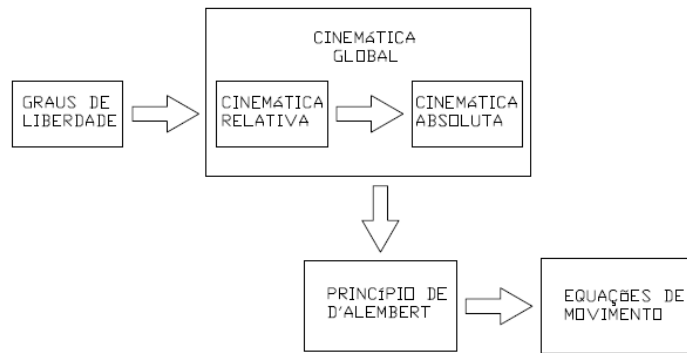 CINEMÁTICA
GLOBAL
GRAUS DE
LIBERDADE
CINEMÁTICA
RELATIVA
CINEMÁTICA
ABSOLUTA
PRINCÍPIO DE
D'ALEMBERT
EQUAÇÕES DE
MOVIMENTO